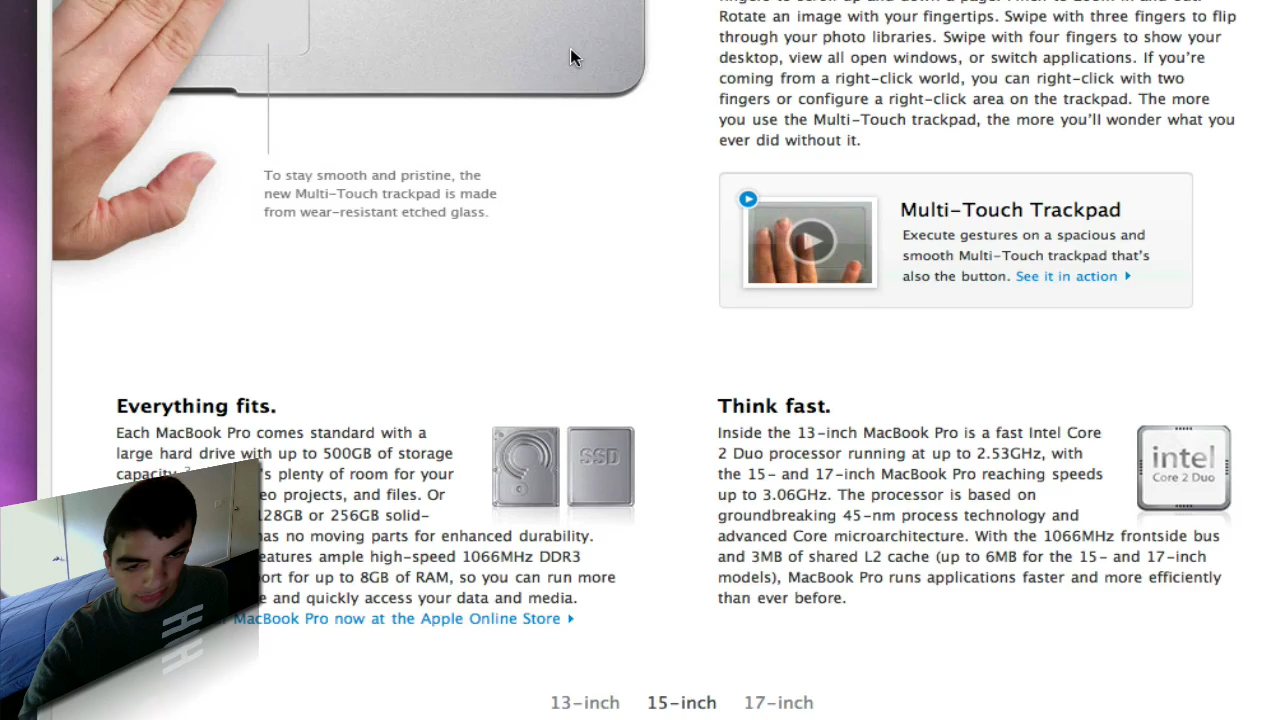 To stay smooth and pristine, the
new Multi-Touch trackpad is made
from wear-resistant etched glass.
Rotate an image with your fingertips. Swipe with three fingers to flip
through your photo libraries. Swipe with four fingers to show your
desktop, view all open windows, or switch applications. If you're
coming from a right-click world, you can right-click with two
fingers or configure a right-click area on the trackpad. The more
you use the Multi-Touch trackpad, the more you'll wonder what you
ever did without it.
Multi-Touch Trackpad
Execute gestures on a spacious and
smooth Multi-Touch trackpad that's
also the button. See it in action
Everything fits.
Each MacBook Pro comes standard with a
large hard drive with up to 500GB of storage
capacity. plenty of room for your
projects, and files. Or
128GB or 256GB solid-
has no moving parts for enhanced durability.
features ample high-speed 1066MHz DDR3
for up to 8GB of RAM, so you can run more
and quickly access your data and media.
MacBook Pro now at the Apple Online Store
SSD
Think fast.
Inside the 13-inch MacBook Pro is a fast Intel Core
2 Duo processor running at up to 2.53GHz, with
the 15- and 17-inch MacBook Pro reaching speeds
up to 3.06GHz. The processor is based on
groundbreaking 45-nm process technology and
advanced Core microarchitecture. With the 1066MHz frontside bus
and 3MB of shared L2 cache (up to 6MB for the 15- and 17-inch
models), MacBook Pro runs applications faster and more efficiently
than ever before.
intel
Core 2 Duo
13-inch 15-inch 17-inch